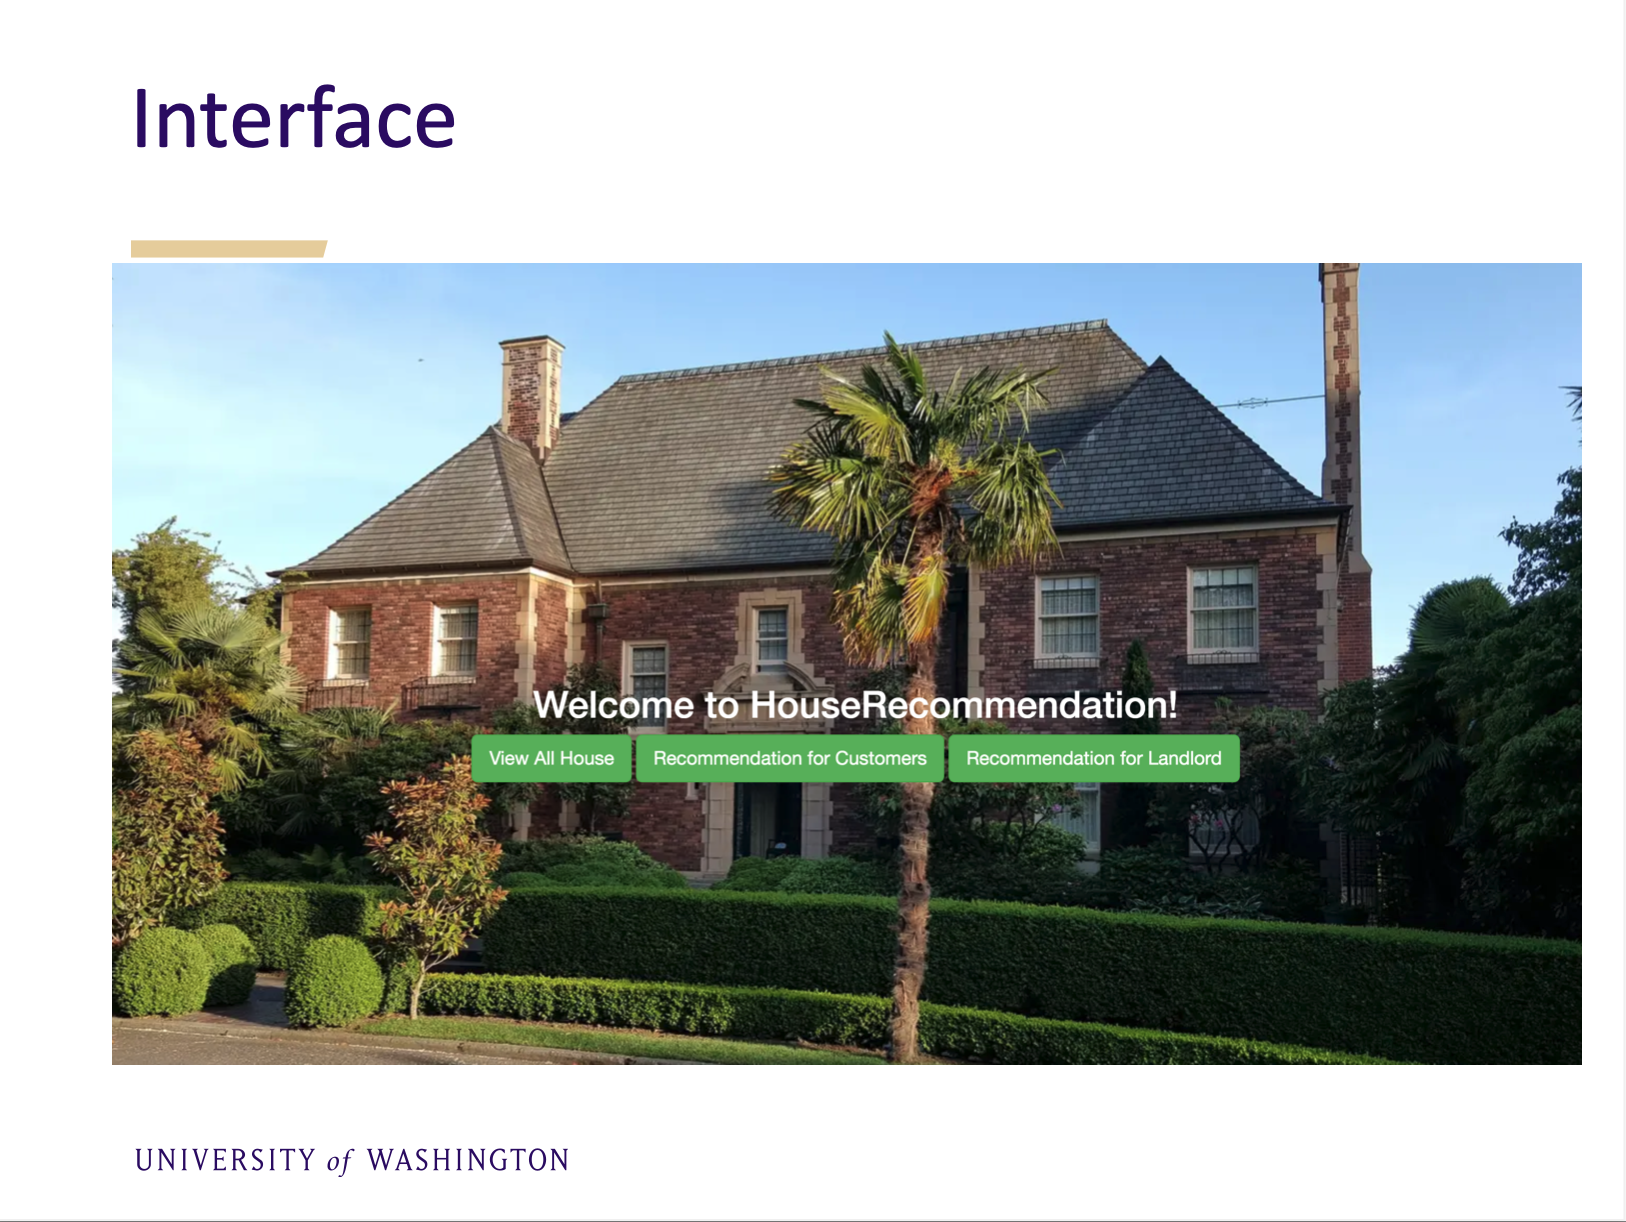 Interface
Welcome to HouseRecommendation!
View All House Recommendation for Customers Recommendation for Landlord
UNIVERSITY of WASHINGTON